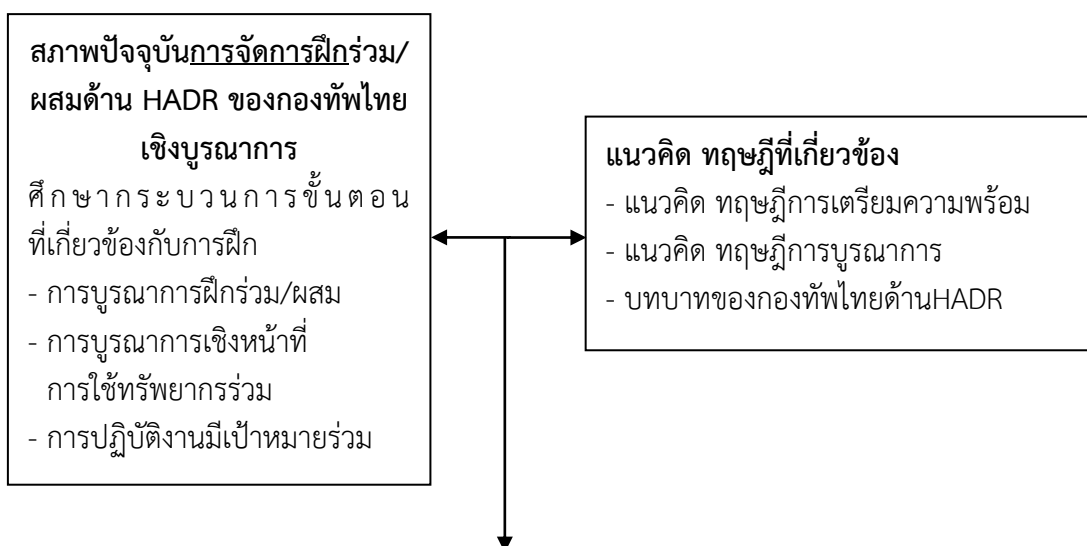 สภาพปัจจุบันการจัดการฝึกร่วม/
ผสมด้าน HADR ของกองทัพไทย
เชิงบูรณาการ
ศึกษากระบวนการขั้นตอน
ที่เกี่ยวข้องกับการฝึก
- การบูรณาการฝึกร่วม/ผสม
- การบูรณาการเชิงหน้าที่
การใช้ทรัพยากรร่วม
- การปฏิบัติงานมีเป้าหมายร่วม
แนวคิด ทฤษฎีที่เกี่ยวข้อง
- แนวคิด ทฤษฎีการเตรียมความพร้อม
- แนวคิด ทฤษฎีการบูรณาการ
- บทบาทของกองทัพไทยด้านHADR